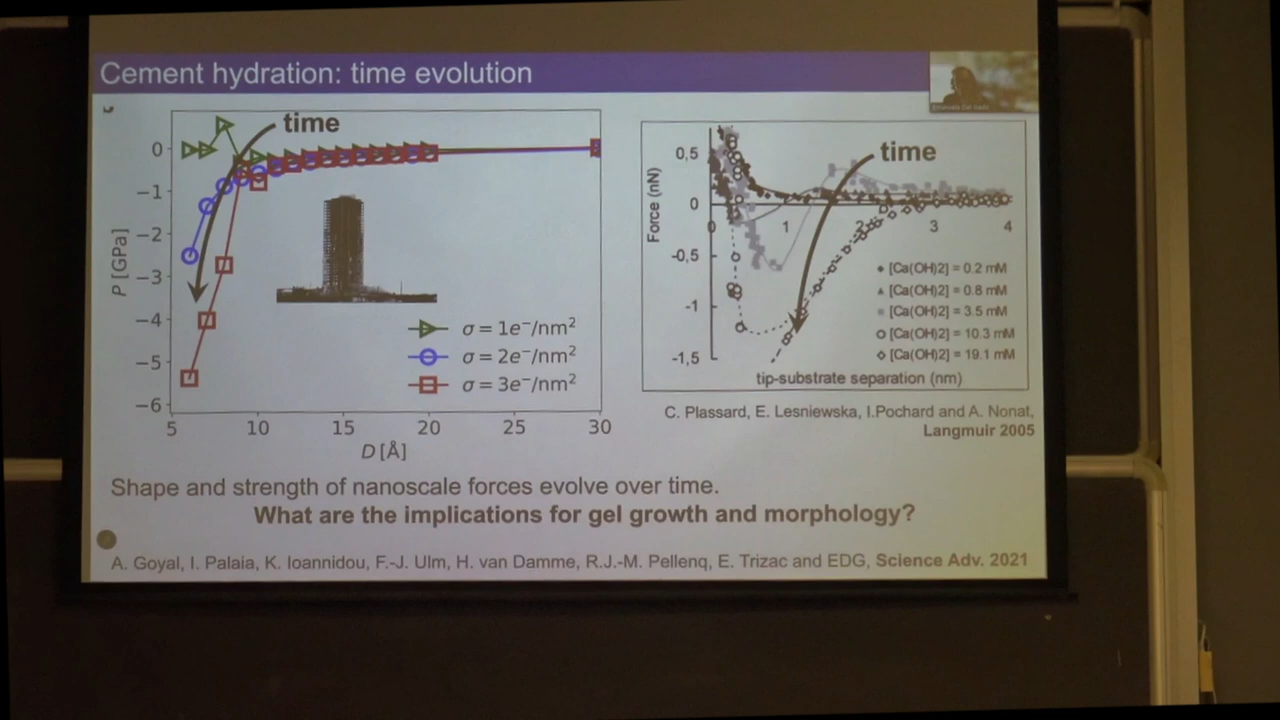 Cement hydration: time evolution
time
0
−1
−2
−3
−4
−5
−6
P [GPa]
σ = 1e⁻/nm²
σ = 2e⁻/nm²
σ = 3e⁻/nm²
5 10 15 20 25 30
D [Å]
time
0,5
0
-0,5
-1
-1,5
Force (nN)
0 1 2 3 4
[Ca(OH)2] = 0.2 mM
[Ca(OH)2] = 0.8 mM
[Ca(OH)2] = 3.5 mM
[Ca(OH)2] = 10.3 mM
[Ca(OH)2] = 19.1 mM
tip-substrate separation (nm)
C. Plassard, E. Lesniewska, I.Pochard and A. Nonat,
Langmuir 2005
Shape and strength of nanoscale forces evolve over time.
What are the implications for gel growth and morphology?
A. Goyal, I. Palaia, K. Ioannidou, F.-J. Ulm, H. van Damme, R.J.-M. Pellenq, E. Trizac and EDG, Science Adv. 2021